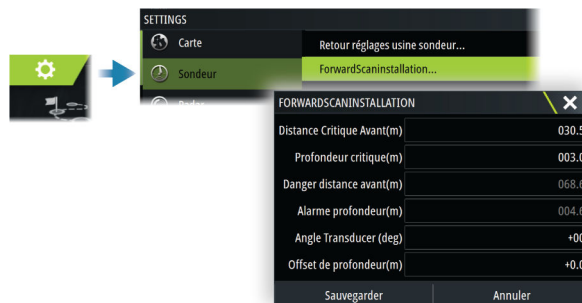 SETTINGS
Carte
Retour réglages usine sondeur...
Sondeur
ForwardScaninstallation...
FORWARDSCANINSTALLATION
Distance Critique Avant(m) 030.5
Profondeur critique(m) 003.0
Danger distance avant(m) 068.6
Alarme profondeur(m) 004.6
Angle Transducer (deg) +00
Offset de profondeur(m) +0.0
Sauvegarder Annuler